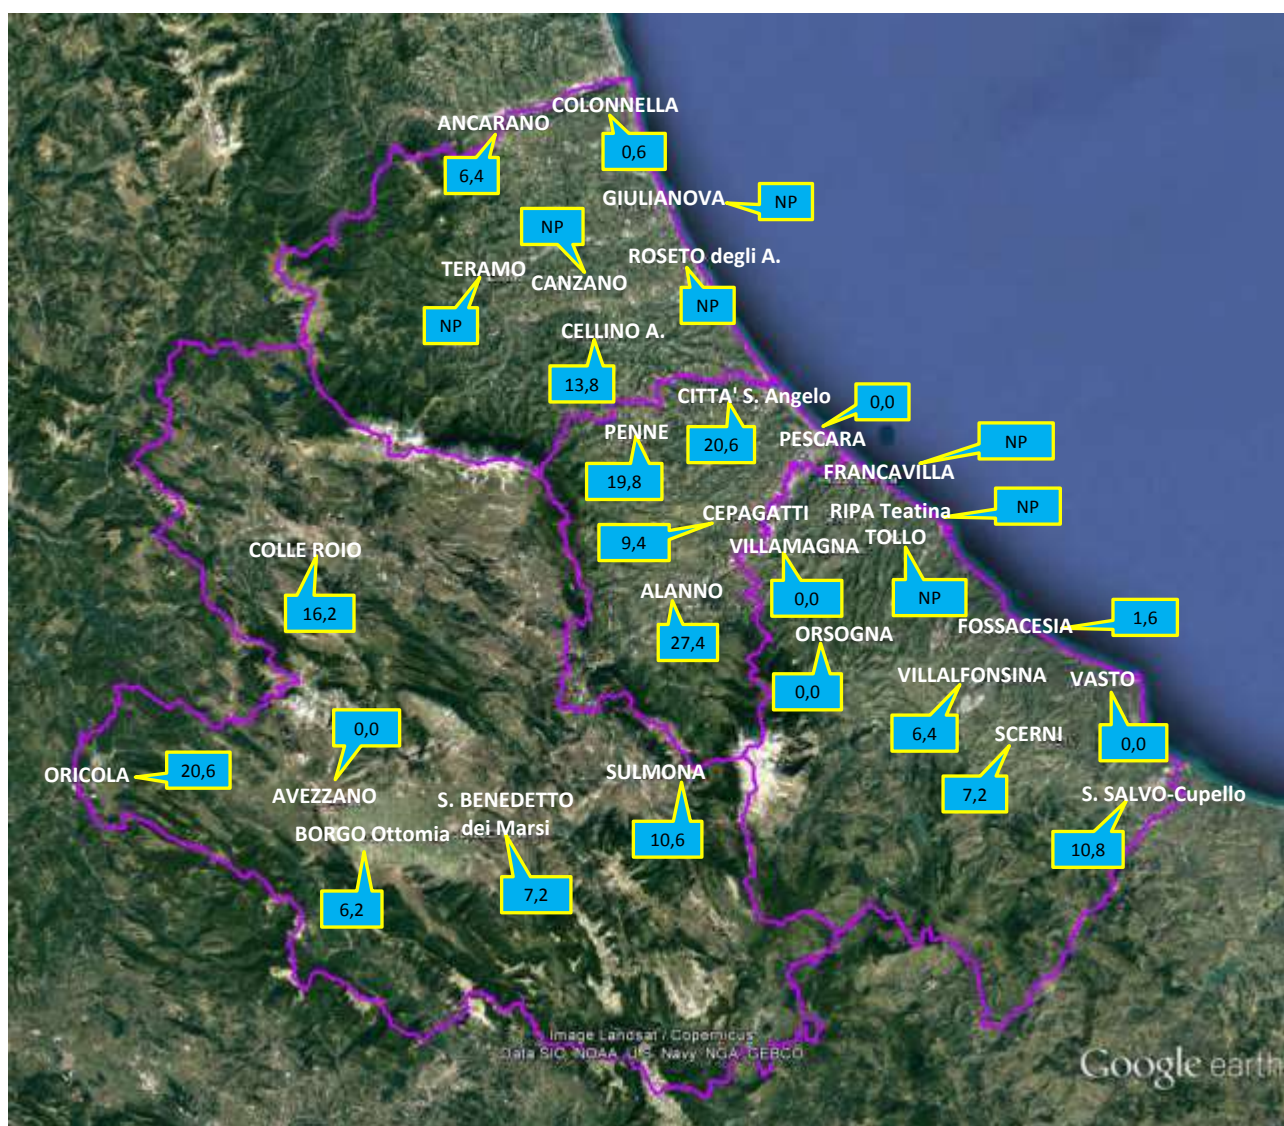 COLONNELLA
ANCARANO
0,6
6,4
GIULIANOVA
NP
NP
ROSETO degli A.
TERAMO
CANZANO
NP
NP
CELLINO A.
13,8
CITTA' S. Angelo
0,0
PENNE
20,6
PESCARA
NP
FRANCAVILLA
19,8
CEPAGATTI
RIPA Teatina
NP
9,4
VILLAMAGNA
TOLLO
COLLE ROIO
ALANNO
0,0
NP
16,2
27,4
ORSOGNA
FOSSACESIA
1,6
0,0
VILLALFONSINA
VASTO
0,0
6,4
SCERNI
0,0
ORICOLA
20,6
SULMONA
AVEZZANO
S. BENEDETTO
dei Marsi
7,2
S. SALVO-Cupello
BORGO Ottomia
10,6
10,8
6,2
7,2
Image Landsat / Copernicus
Data SIO, NOAA, U.S. Navy, NGA, GEBCO
Google earth